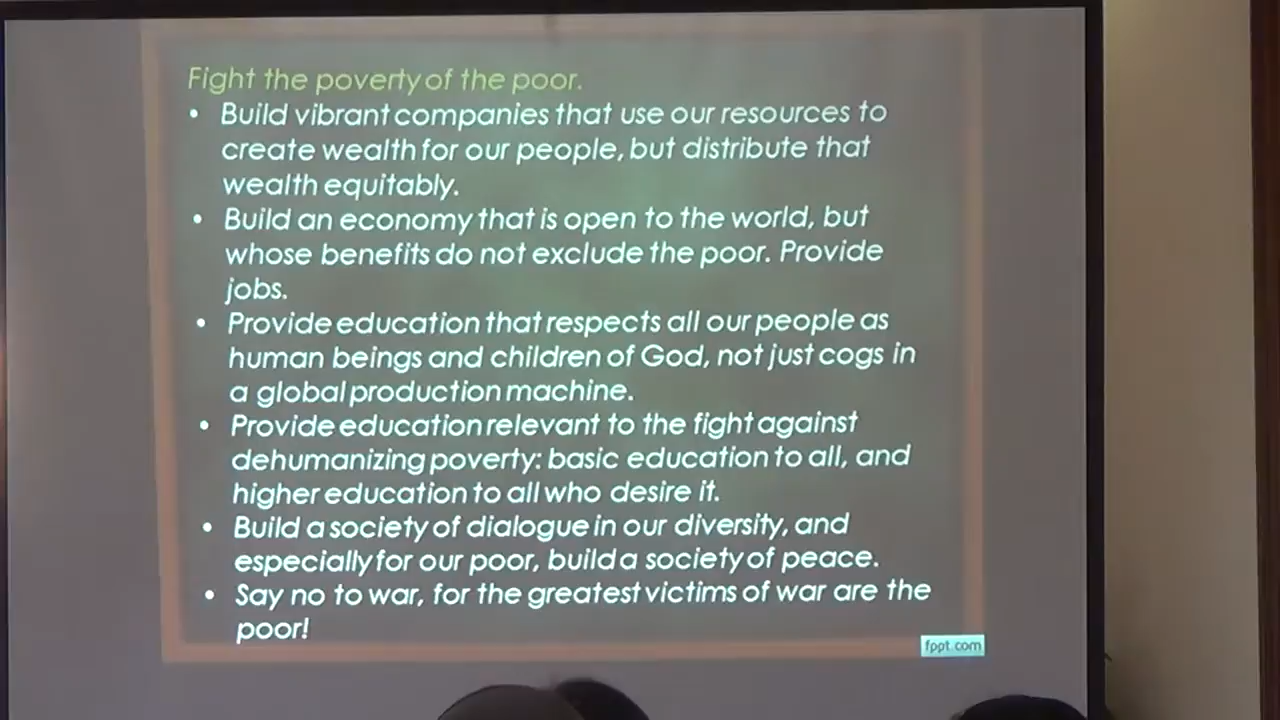 Fight the poverty of the poor.
• Build vibrant companies that use our resources to
create wealth for our people, but distribute that
wealth equitably.
• Build an economy that is open to the world, but
whose benefits do not exclude the poor. Provide
jobs.
• Provide education that respects all our people as
human beings and children of God, not just cogs in
a global production machine.
• Provide education relevant to the fight against
dehumanizing poverty: basic education to all, and
higher education to all who desire it.
• Build a society of dialogue in our diversity, and
especially for our poor, build a society of peace.
• Say no to war, for the greatest victims of war are the
poor!
fppt.com